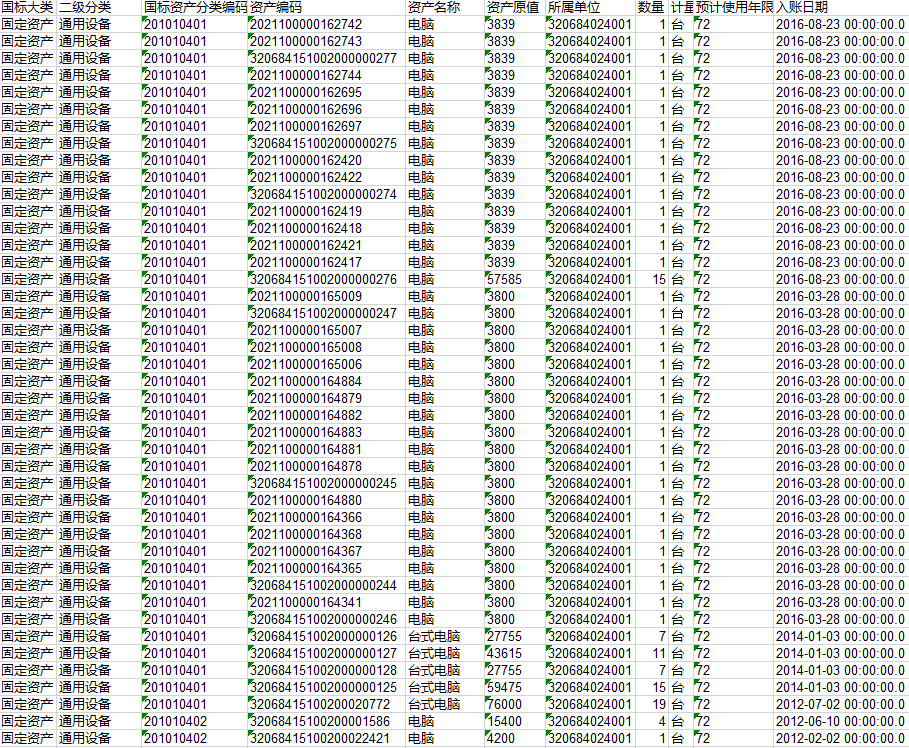 国标大类 二级分类 国标资产分类编码 资产编码 资产名称 资产原值 所属单位 数量 计量 预计使用年限 入账日期
固定资产 通用设备 201010401 2021100000162742 电脑 3839 320684024001 1 台 72 2016-08-23 00:00:00.0
固定资产 通用设备 201010401 2021100000162743 电脑 3839 320684024001 1 台 72 2016-08-23 00:00:00.0
固定资产 通用设备 201010401 320684151002000000277 电脑 3839 320684024001 1 台 72 2016-08-23 00:00:00.0
固定资产 通用设备 201010401 2021100000162744 电脑 3839 320684024001 1 台 72 2016-08-23 00:00:00.0
固定资产 通用设备 201010401 2021100000162695 电脑 3839 320684024001 1 台 72 2016-08-23 00:00:00.0
固定资产 通用设备 201010401 2021100000162696 电脑 3839 320684024001 1 台 72 2016-08-23 00:00:00.0
固定资产 通用设备 201010401 2021100000162697 电脑 3839 320684024001 1 台 72 2016-08-23 00:00:00.0
固定资产 通用设备 201010401 320684151002000000275 电脑 3839 320684024001 1 台 72 2016-08-23 00:00:00.0
固定资产 通用设备 201010401 2021100000162420 电脑 3839 320684024001 1 台 72 2016-08-23 00:00:00.0
固定资产 通用设备 201010401 2021100000162422 电脑 3839 320684024001 1 台 72 2016-08-23 00:00:00.0
固定资产 通用设备 201010401 320684151002000000274 电脑 3839 320684024001 1 台 72 2016-08-23 00:00:00.0
固定资产 通用设备 201010401 2021100000162419 电脑 3839 320684024001 1 台 72 2016-08-23 00:00:00.0
固定资产 通用设备 201010401 2021100000162418 电脑 3839 320684024001 1 台 72 2016-08-23 00:00:00.0
固定资产 通用设备 201010401 2021100000162421 电脑 3839 320684024001 1 台 72 2016-08-23 00:00:00.0
固定资产 通用设备 201010401 2021100000162417 电脑 3839 320684024001 1 台 72 2016-08-23 00:00:00.0
固定资产 通用设备 201010401 320684151002000000276 电脑 57585 320684024001 15 台 72 2016-08-23 00:00:00.0
固定资产 通用设备 201010401 2021100000165009 电脑 3800 320684024001 1 台 72 2016-03-28 00:00:00.0
固定资产 通用设备 201010401 320684151002000000247 电脑 3800 320684024001 1 台 72 2016-03-28 00:00:00.0
固定资产 通用设备 201010401 2021100000165007 电脑 3800 320684024001 1 台 72 2016-03-28 00:00:00.0
固定资产 通用设备 201010401 2021100000165008 电脑 3800 320684024001 1 台 72 2016-03-28 00:00:00.0
固定资产 通用设备 201010401 2021100000165006 电脑 3800 320684024001 1 台 72 2016-03-28 00:00:00.0
固定资产 通用设备 201010401 2021100000164884 电脑 3800 320684024001 1 台 72 2016-03-28 00:00:00.0
固定资产 通用设备 201010401 2021100000164879 电脑 3800 320684024001 1 台 72 2016-03-28 00:00:00.0
固定资产 通用设备 201010401 2021100000164882 电脑 3800 320684024001 1 台 72 2016-03-28 00:00:00.0
固定资产 通用设备 201010401 2021100000164883 电脑 3800 320684024001 1 台 72 2016-03-28 00:00:00.0
固定资产 通用设备 201010401 2021100000164881 电脑 3800 320684024001 1 台 72 2016-03-28 00:00:00.0
固定资产 通用设备 201010401 2021100000164878 电脑 3800 320684024001 1 台 72 2016-03-28 00:00:00.0
固定资产 通用设备 201010401 320684151002000000245 电脑 3800 320684024001 1 台 72 2016-03-28 00:00:00.0
固定资产 通用设备 201010401 2021100000164880 电脑 3800 320684024001 1 台 72 2016-03-28 00:00:00.0
固定资产 通用设备 201010401 2021100000164366 电脑 3800 320684024001 1 台 72 2016-03-28 00:00:00.0
固定资产 通用设备 201010401 2021100000164368 电脑 3800 320684024001 1 台 72 2016-03-28 00:00:00.0
固定资产 通用设备 201010401 2021100000164367 电脑 3800 320684024001 1 台 72 2016-03-28 00:00:00.0
固定资产 通用设备 201010401 2021100000164365 电脑 3800 320684024001 1 台 72 2016-03-28 00:00:00.0
固定资产 通用设备 201010401 320684151002000000244 电脑 3800 320684024001 1 台 72 2016-03-28 00:00:00.0
固定资产 通用设备 201010401 2021100000164341 电脑 3800 320684024001 1 台 72 2016-03-28 00:00:00.0
固定资产 通用设备 201010401 320684151002000000246 电脑 3800 320684024001 1 台 72 2016-03-28 00:00:00.0
固定资产 通用设备 201010401 320684151002000000126 台式电脑 27755 320684024001 7 台 72 2014-01-03 00:00:00.0
固定资产 通用设备 201010401 320684151002000000127 台式电脑 43615 320684024001 11 台 72 2014-01-03 00:00:00.0
固定资产 通用设备 201010401 320684151002000000128 台式电脑 27755 320684024001 7 台 72 2014-01-03 00:00:00.0
固定资产 通用设备 201010401 320684151002000000125 台式电脑 59475 320684024001 15 台 72 2014-01-03 00:00:00.0
固定资产 通用设备 201010401 32068415100200020772 台式电脑 76000 320684024001 19 台 72 2012-07-02 00:00:00.0
固定资产 通用设备 201010402 32068415100200001586 电脑 15400 320684024001 4 台 72 2012-06-10 00:00:00.0
固定资产 通用设备 201010402 32068415100200022421 电脑 4200 320684024001 1 台 72 2012-02-02 00:00:00.0